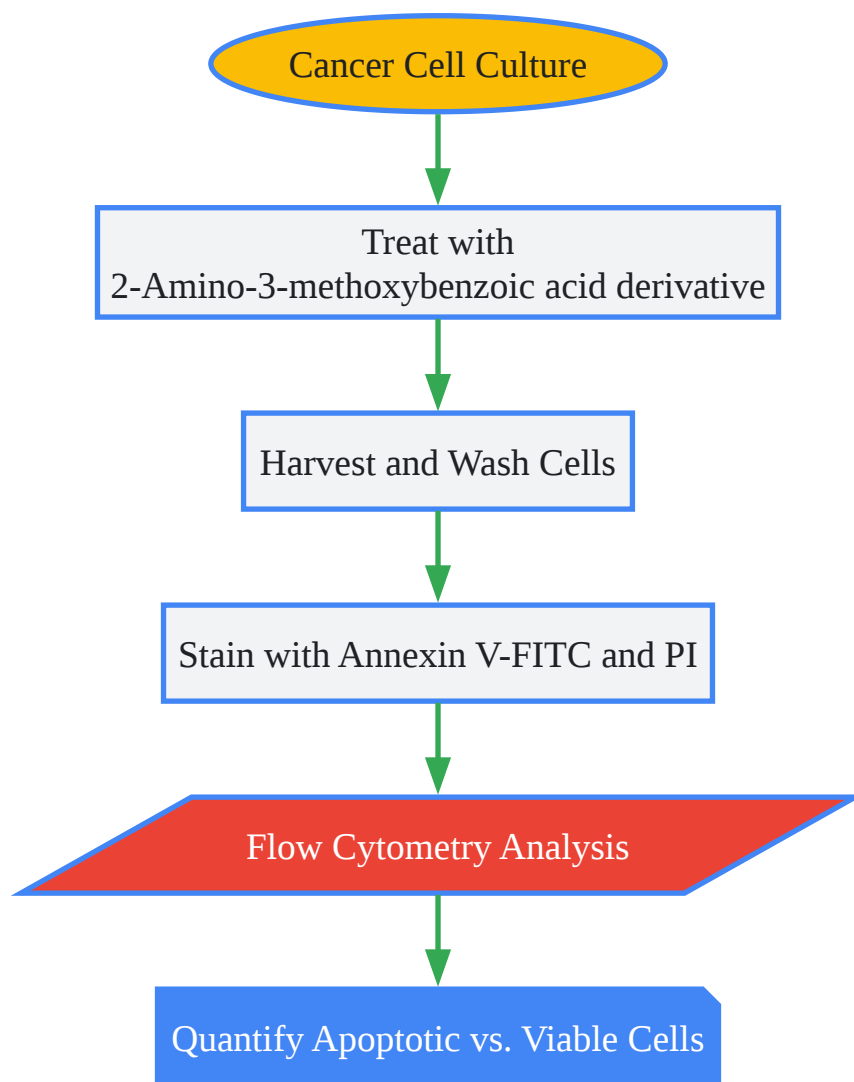 Cancer Cell Culture
Treat with
2-Amino-3-methoxybenzoic acid derivative
Harvest and Wash Cells
Stain with Annexin V-FITC and PI
Flow Cytometry Analysis
Quantify Apoptotic vs. Viable Cells